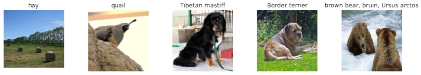 hay
quail
Tibetan mastiff
Border terrier
brown bear, bruin, Ursus arctos